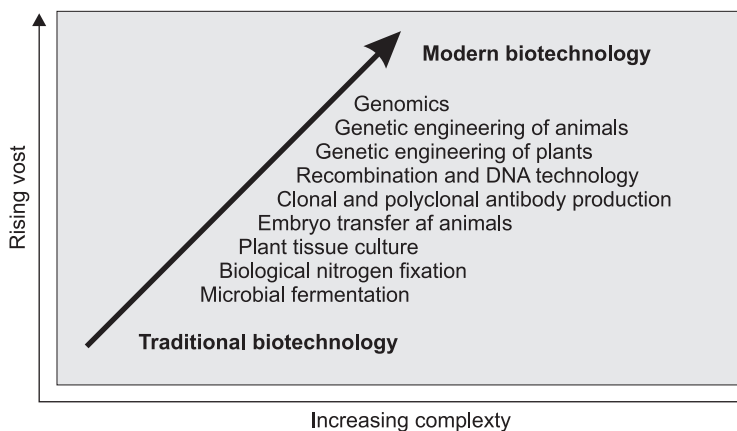 Modern biotechnology
Genomics
Genetic engineering of animals
Genetic engineering of plants
Recombination and DNA technology
Clonal and polyclonal antibody production
Embryo transfer af animals
Plant tissue culture
Biological nitrogen fixation
Microbial fermentation
Traditional biotechnology
Rising vost
Increasing complexty